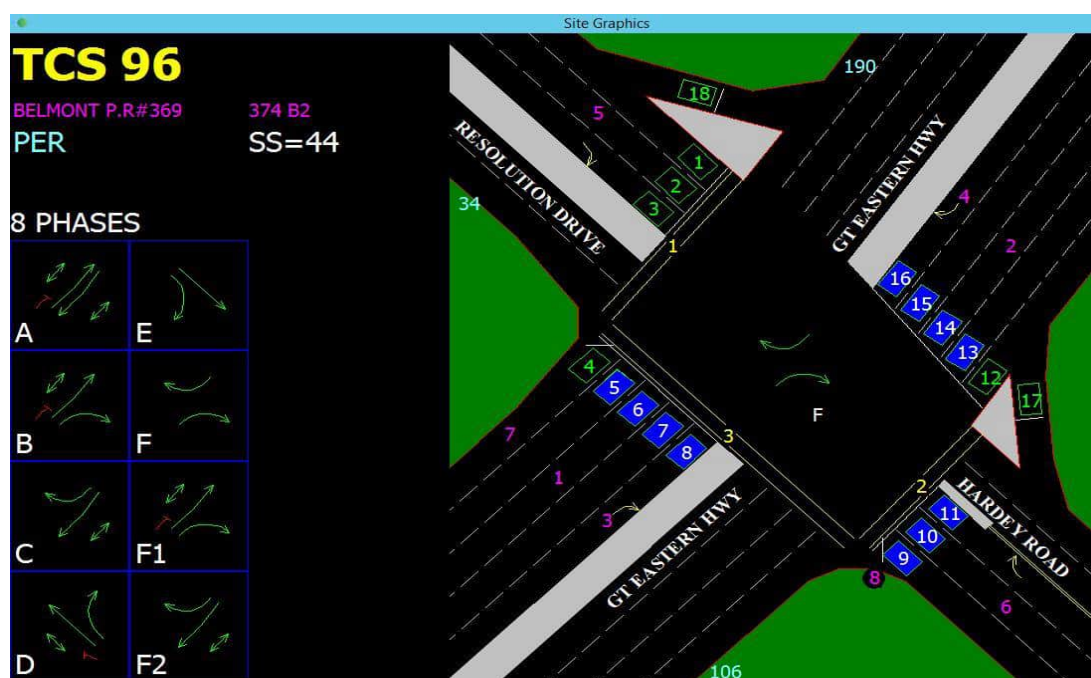 Site Graphics
TCS 96
BELMONT P.R#369 374 B2
PER SS=44
8 PHASES
A E
B F
C F1
D F2
190
18
5
RESOLUTION DRIVE
1
2
3
34
1
GT EASTERN HWY
4
2
16
15
14
13
12
17
4
5
6
7
8
3
7
1
3
F
GT EASTERN HWY
2
11
10
9
8
HARDEY ROAD
6
106